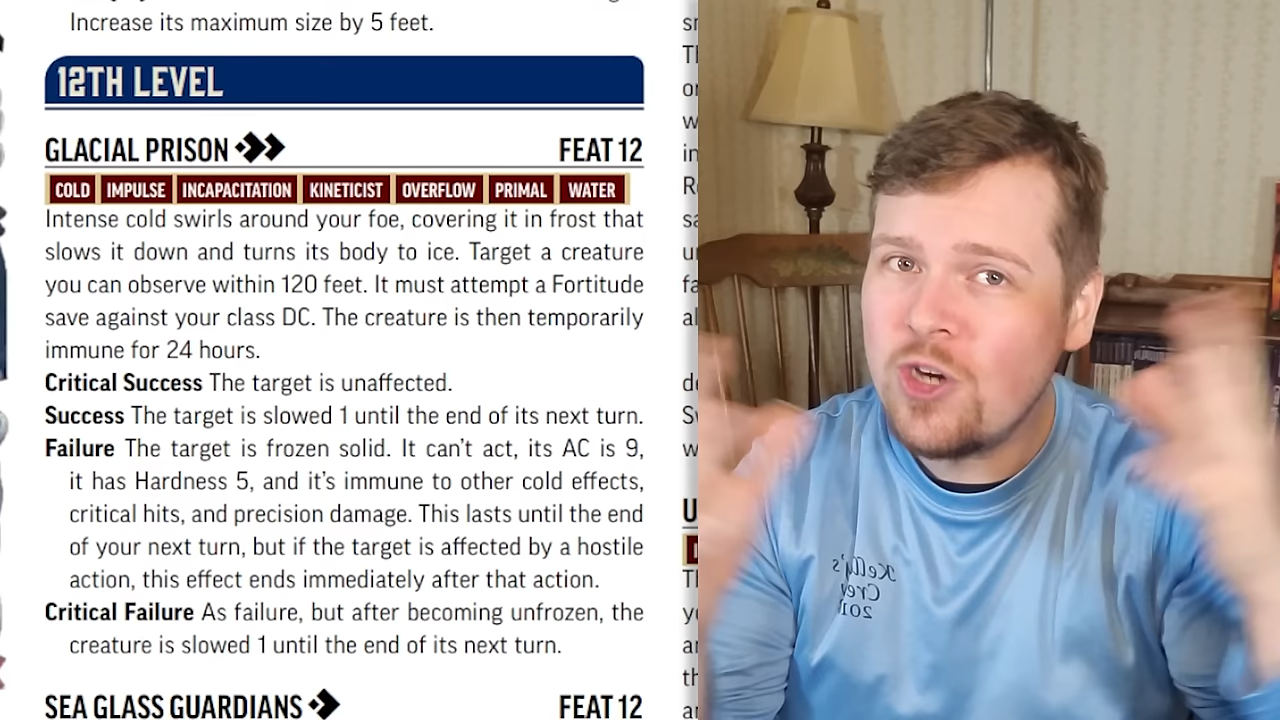 Increase its maximum size by 5 feet.
12TH LEVEL
GLACIAL PRISON FEAT 12
COLD IMPULSE INCAPACITATION KINETICIST OVERFLOW PRIMAL WATER
Intense cold swirls around your foe, covering it in frost that
slows it down and turns its body to ice. Target a creature
you can observe within 120 feet. It must attempt a Fortitude
save against your class DC. The creature is then temporarily
immune for 24 hours.
Critical Success The target is unaffected.
Success The target is slowed 1 until the end of its next turn.
Failure The target is frozen solid. It can't act, its AC is 9,
it has Hardness 5, and it's immune to other cold effects,
critical hits, and precision damage. This lasts until the end
of your next turn, but if the target is affected by a hostile
action, this effect ends immediately after that action.
Critical Failure As failure, but after becoming unfrozen, the
creature is slowed 1 until the end of its next turn.
SEA GLASS GUARDIANS FEAT 12
Kelly's
Crew